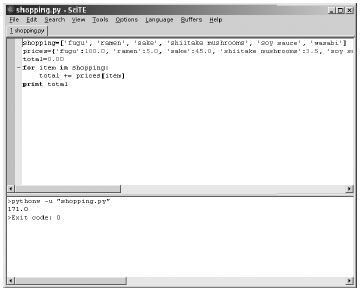 shopping.py - SciTE
File Edit Search View Tools Options Language Buffers Help
1 shopping.py
shopping=['fugu', 'ramen', 'sake', 'shiitake mushrooms', 'soy sauce', 'wasabi']
prices={'fugu':100.0, 'ramen':5.0, 'sake':45.0, 'shiitake mushrooms':3.5, 'soy s
total=0.00
for item in shopping:
    total += prices[item]
print total
>pythonw -u "shopping.py"
171.0
>Exit code: 0